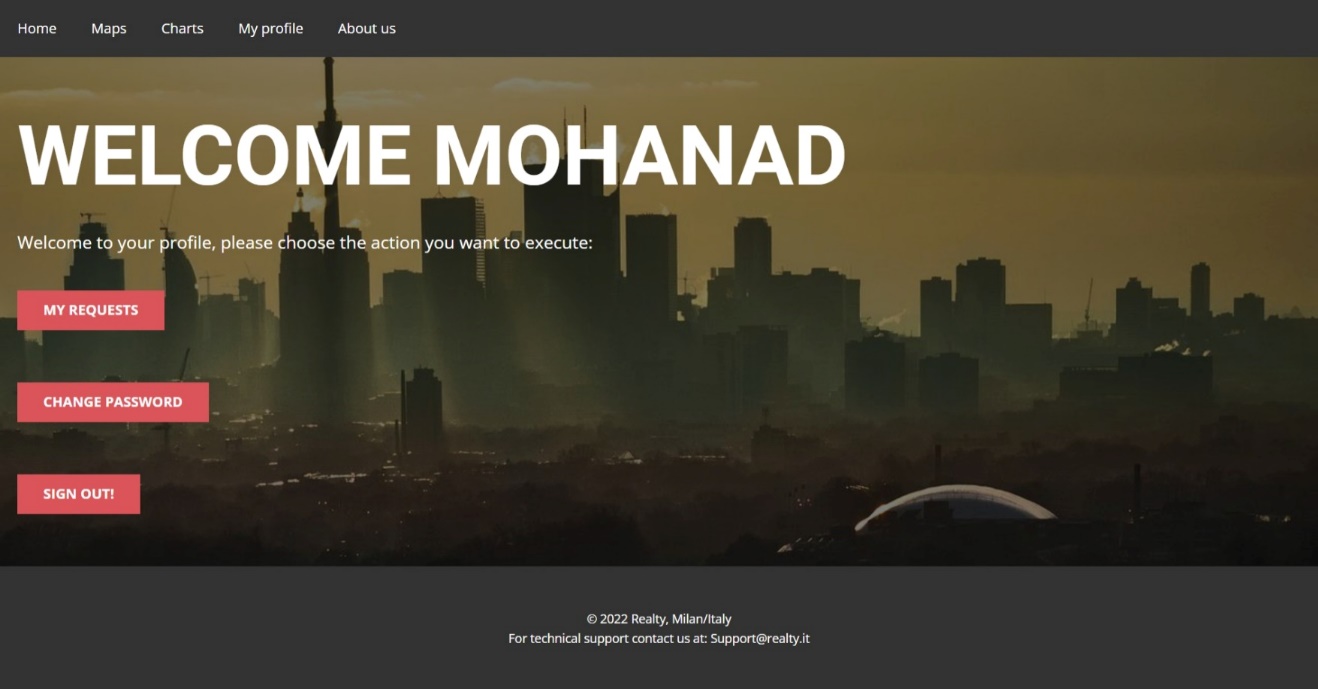 Home Maps Charts My profile About us
WELCOME MOHANAD
Welcome to your profile, please choose the action you want to execute:
MY REQUESTS
CHANGE PASSWORD
SIGN OUT!
© 2022 Realty, Milan/Italy
For technical support contact us at: Support@realty.it